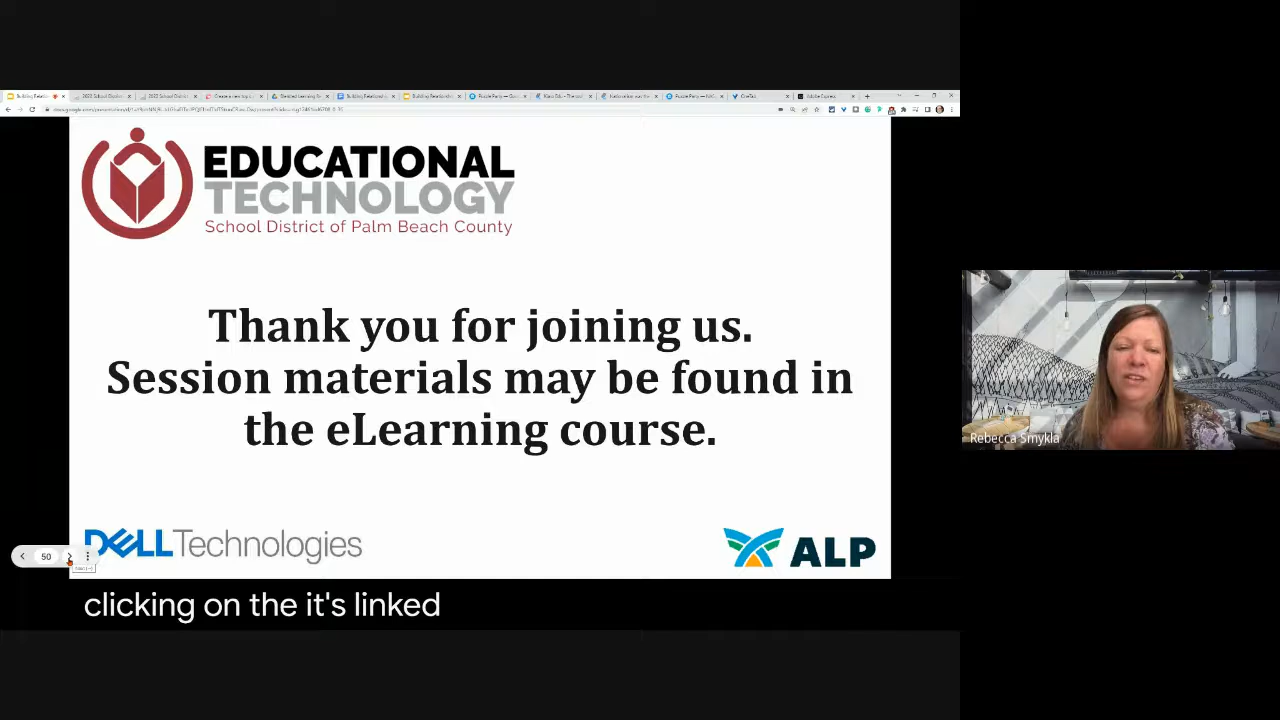 EDUCATIONAL
TECHNOLOGY
School District of Palm Beach County
Thank you for joining us.
Session materials may be found in
the eLearning course.
Rebecca Smykla
50
DELL Technologies
ALP
clicking on the it's linked